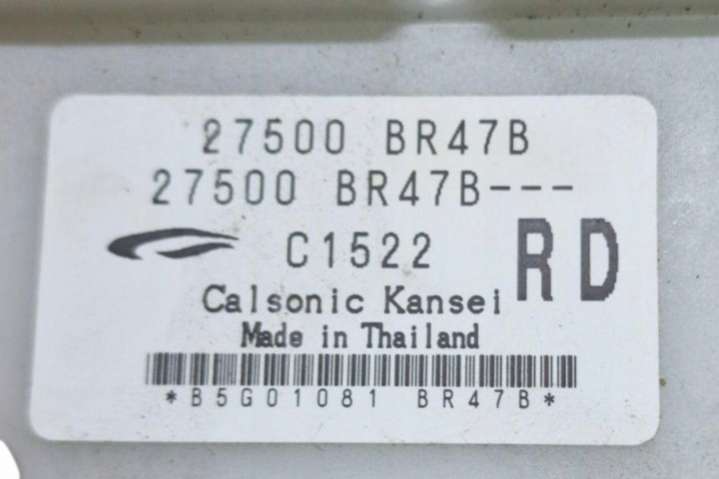 27500 BR47B
27500 BR47B---
C1522 RD
Calsonic Kansei
Made in Thailand
*B5G01081 BR47B*